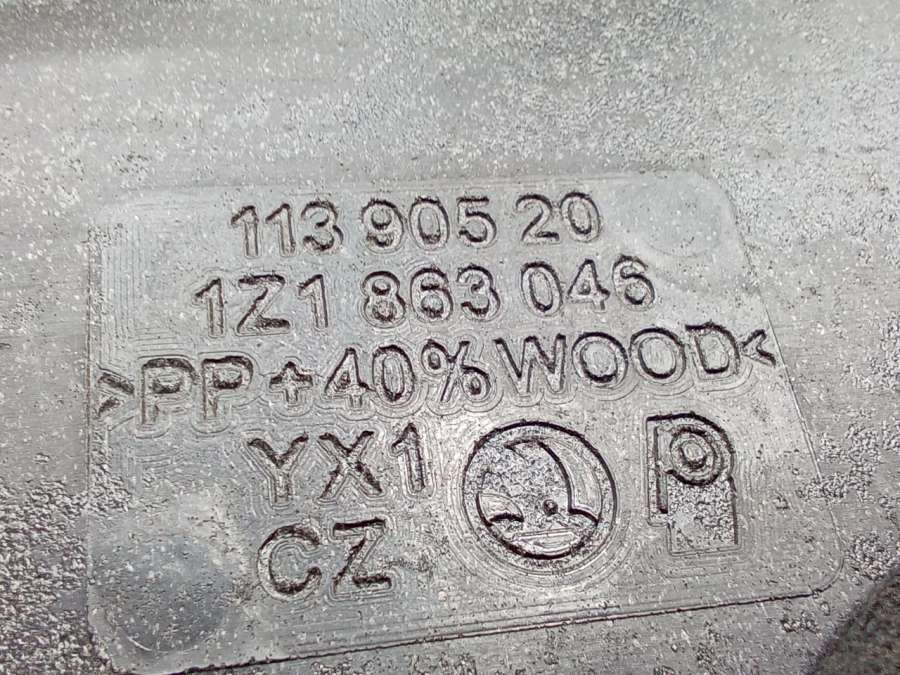 113 905 20
1Z1 863 046
>PP+40%WOOD<
YX1
CZ